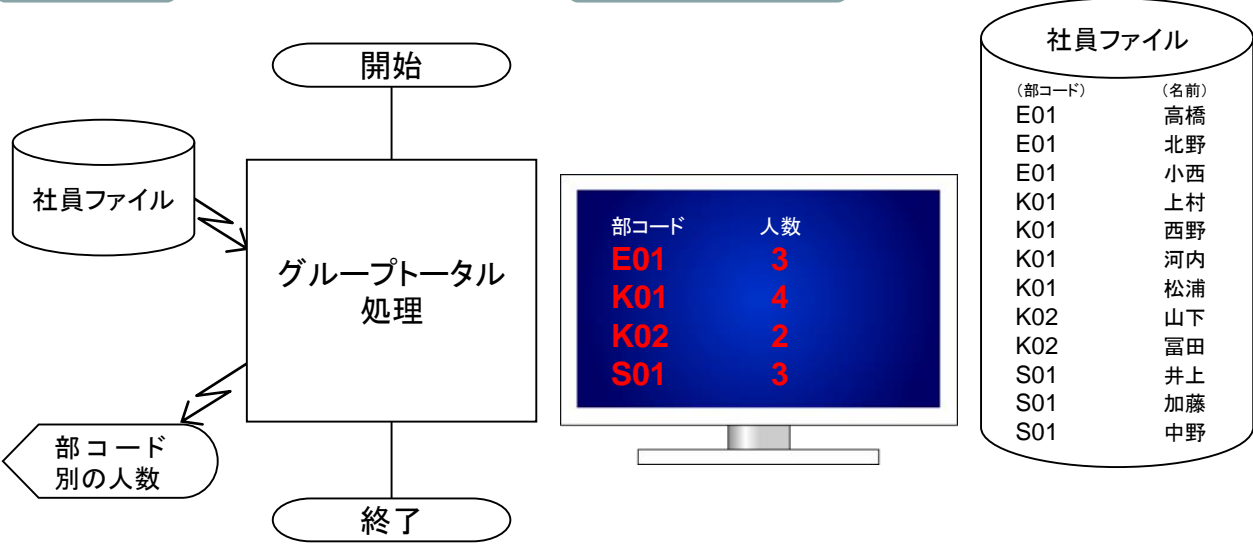 開始
社員ファイル
グループトータル
処理
部コード
別の人数
終了
部コード 人数
E01 3
K01 4
K02 2
S01 3
社員ファイル
(部コード) (名前)
E01 高橋
E01 北野
E01 小西
K01 上村
K01 西野
K01 河内
K01 松浦
K02 山下
K02 冨田
S01 井上
S01 加藤
S01 中野